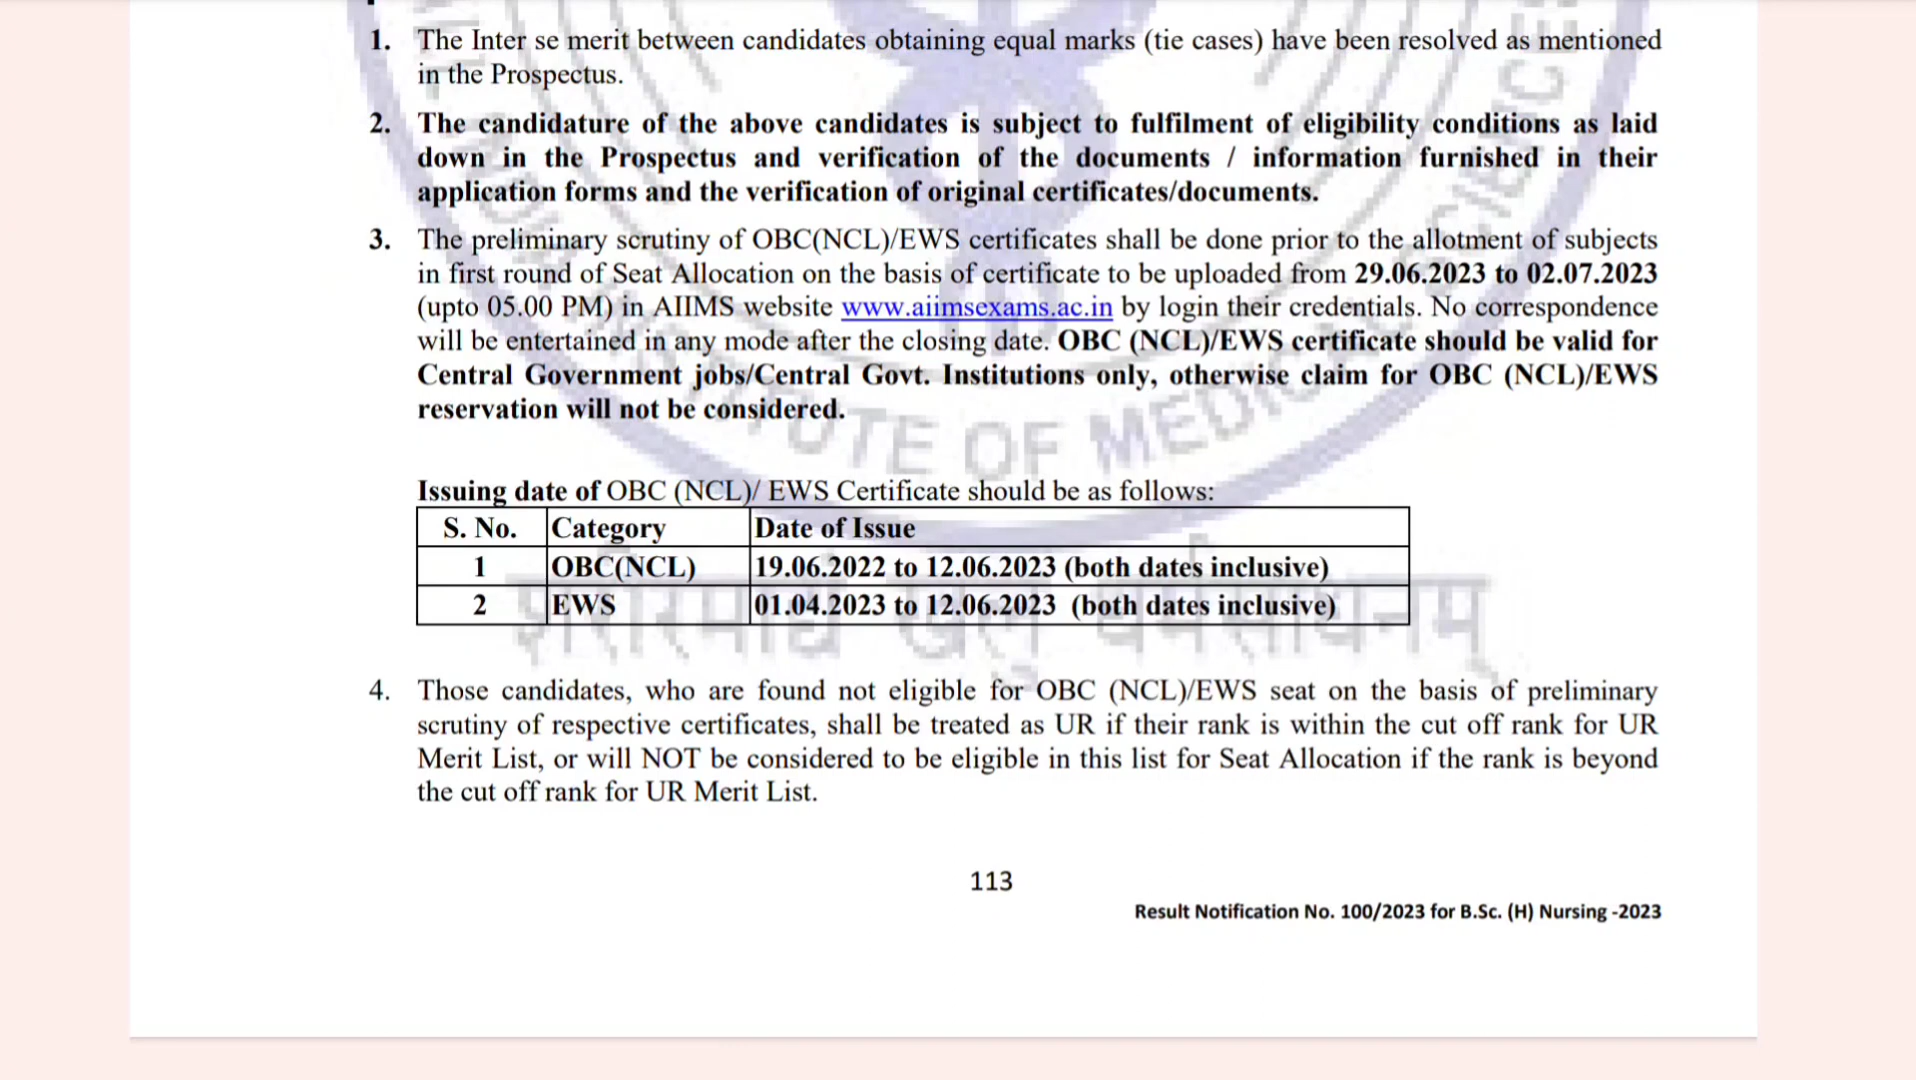 1. The Inter se merit between candidates obtaining equal marks (tie cases) have been resolved as mentioned
in the Prospectus.
2. The candidature of the above candidates is subject to fulfilment of eligibility conditions as laid
down in the Prospectus and verification of the documents / information furnished in their
application forms and the verification of original certificates/documents.
3. The preliminary scrutiny of OBC(NCL)/EWS certificates shall be done prior to the allotment of subjects
in first round of Seat Allocation on the basis of certificate to be uploaded from 29.06.2023 to 02.07.2023
(upto 05.00 PM) in AIIMS website www.aiimsexams.ac.in by login their credentials. No correspondence
will be entertained in any mode after the closing date. OBC (NCL)/EWS certificate should be valid for
Central Government jobs/Central Govt. Institutions only, otherwise claim for OBC (NCL)/EWS
reservation will not be considered.
INSTITUTE OF MEDICAL SCIENCES
Issuing date of OBC (NCL)/ EWS Certificate should be as follows:
S. No. Category Date of Issue
1 OBC(NCL) 19.06.2022 to 12.06.2023 (both dates inclusive)
2 EWS 01.04.2023 to 12.06.2023 (both dates inclusive)
शरीरमाद्यं खलु धर्मसाधनम्
4. Those candidates, who are found not eligible for OBC (NCL)/EWS seat on the basis of preliminary
scrutiny of respective certificates, shall be treated as UR if their rank is within the cut off rank for UR
Merit List, or will NOT be considered to be eligible in this list for Seat Allocation if the rank is beyond
the cut off rank for UR Merit List.
113
Result Notification No. 100/2023 for B.Sc. (H) Nursing -2023